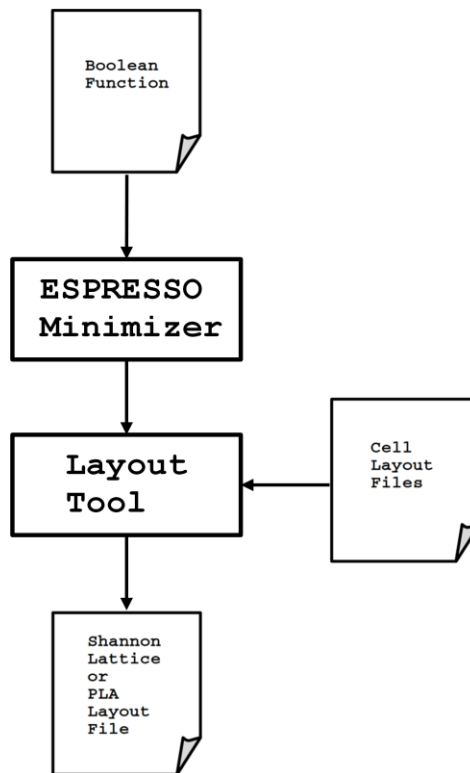 Boolean
Function
ESPRESSO
Minimizer
Layout
Tool
Cell
Layout
Files
Shannon
Lattice
or
PLA
Layout
File